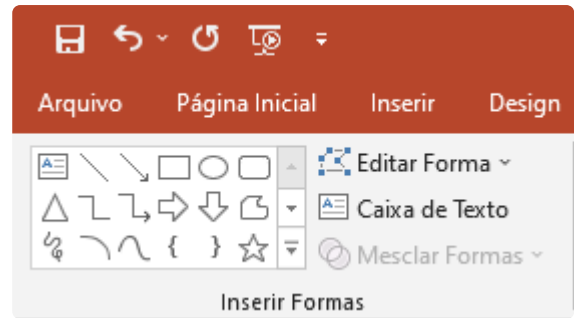 Arquivo Página Inicial Inserir Design
Editar Forma
Caixa de Texto
Mesclar Formas
Inserir Formas